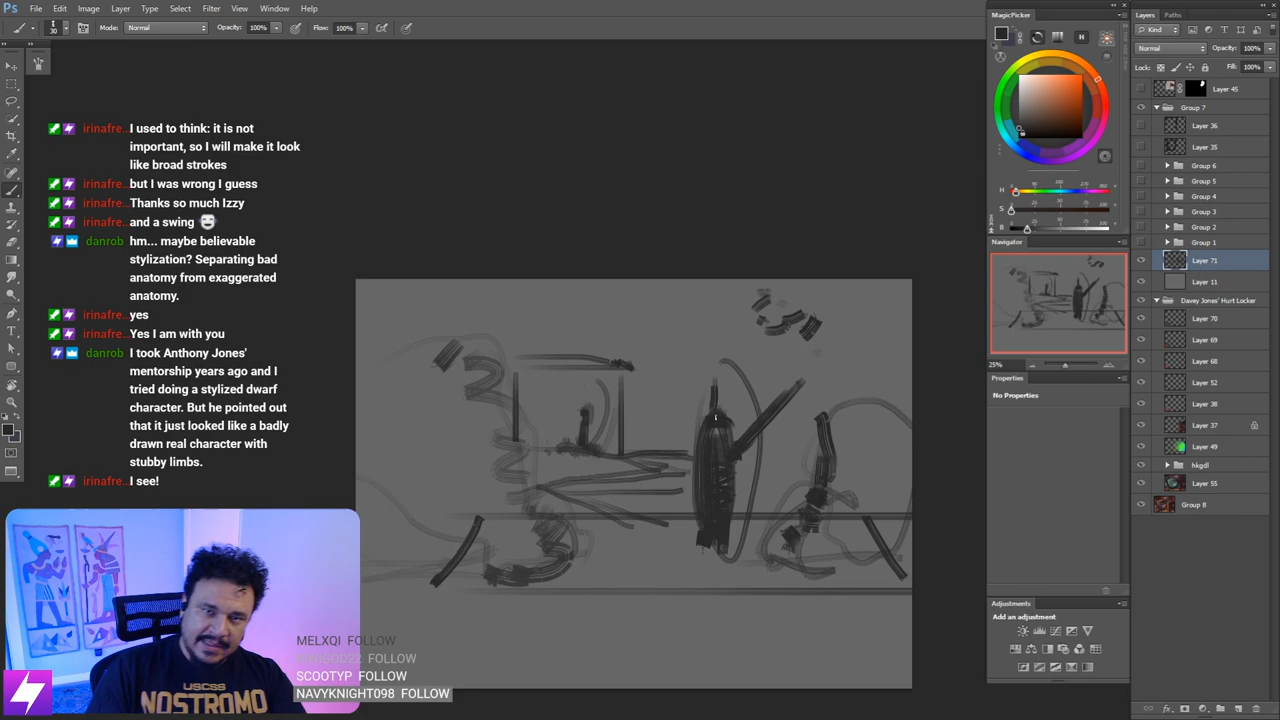 Ps File Edit Image Layer Type Select Filter View Window Help
30 Mode: Normal Opacity: 100% Flow: 100%
irinafre... I used to think: it is not
important, so I will make it look
like broad strokes
irinafre... but I was wrong I guess
irinafre... Thanks so much Izzy
irinafre... and a swing
danrob hm... maybe believable
stylization? Separating bad
anatomy from exaggerated
anatomy.
irinafre... yes
irinafre... Yes I am with you
danrob I took Anthony Jones'
mentorship years ago and I
tried doing a stylized dwarf
character. But he pointed out
that it just looked like a badly
drawn real character with
stubby limbs.
irinafre... I see!
MELXQI FOLLOW
FOLLOW
SCOOTYP FOLLOW
NAVYKNIGHT098 FOLLOW
USCSS
NOSTROMO
MagicPicker
H
H
S
B
Navigator
25%
Properties
No Properties
Adjustments
Add an adjustment
Layers Paths
Kind
Normal Opacity: 100%
Lock: Fill: 100%
Layer 45
Group 7
Layer 36
Layer 35
Group 6
Group 5
Group 4
Group 3
Group 2
Group 1
Layer 71
Layer 11
Davey Jones' Hurt Locker
Layer 70
Layer 69
Layer 68
Layer 52
Layer 38
Layer 37
Layer 49
hkgdl
Layer 55
Group 8
fx